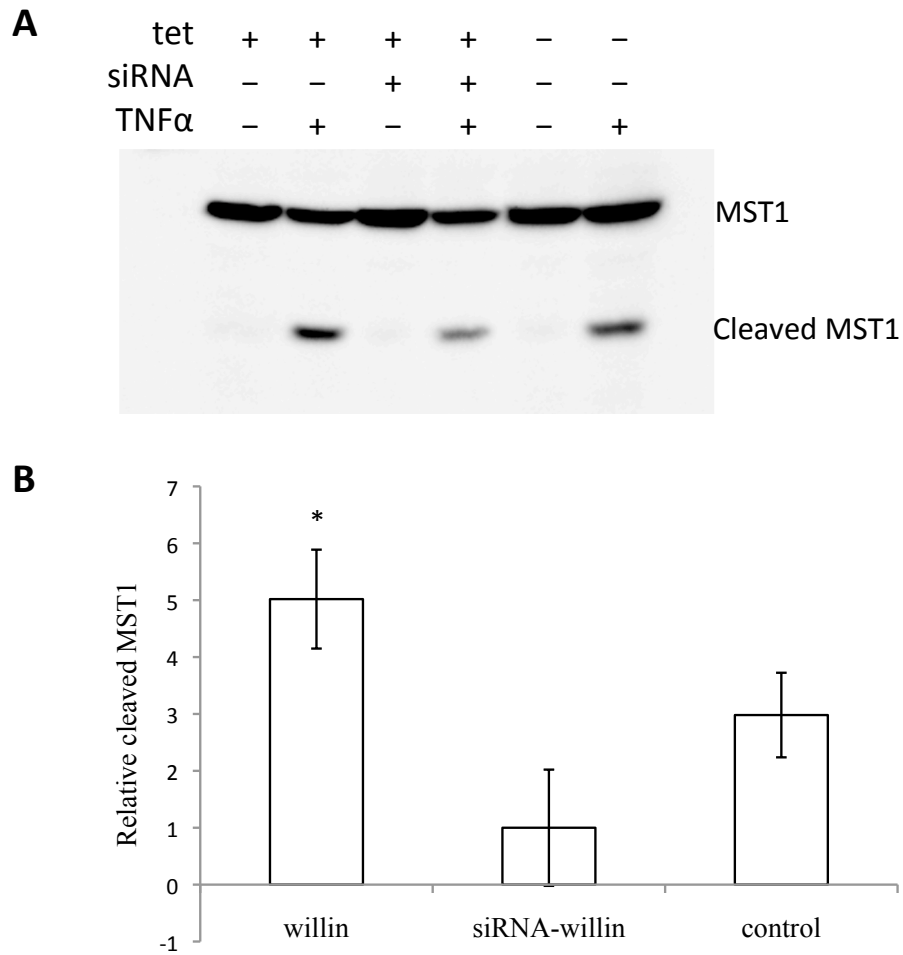 A
tet + + + + – –
siRNA – – + + – –
TNFα – + – + – +
MST1
Cleaved MST1
B
Relative cleaved MST1
7
6
5
4
3
2
1
0
-1
*
willin siRNA-willin control